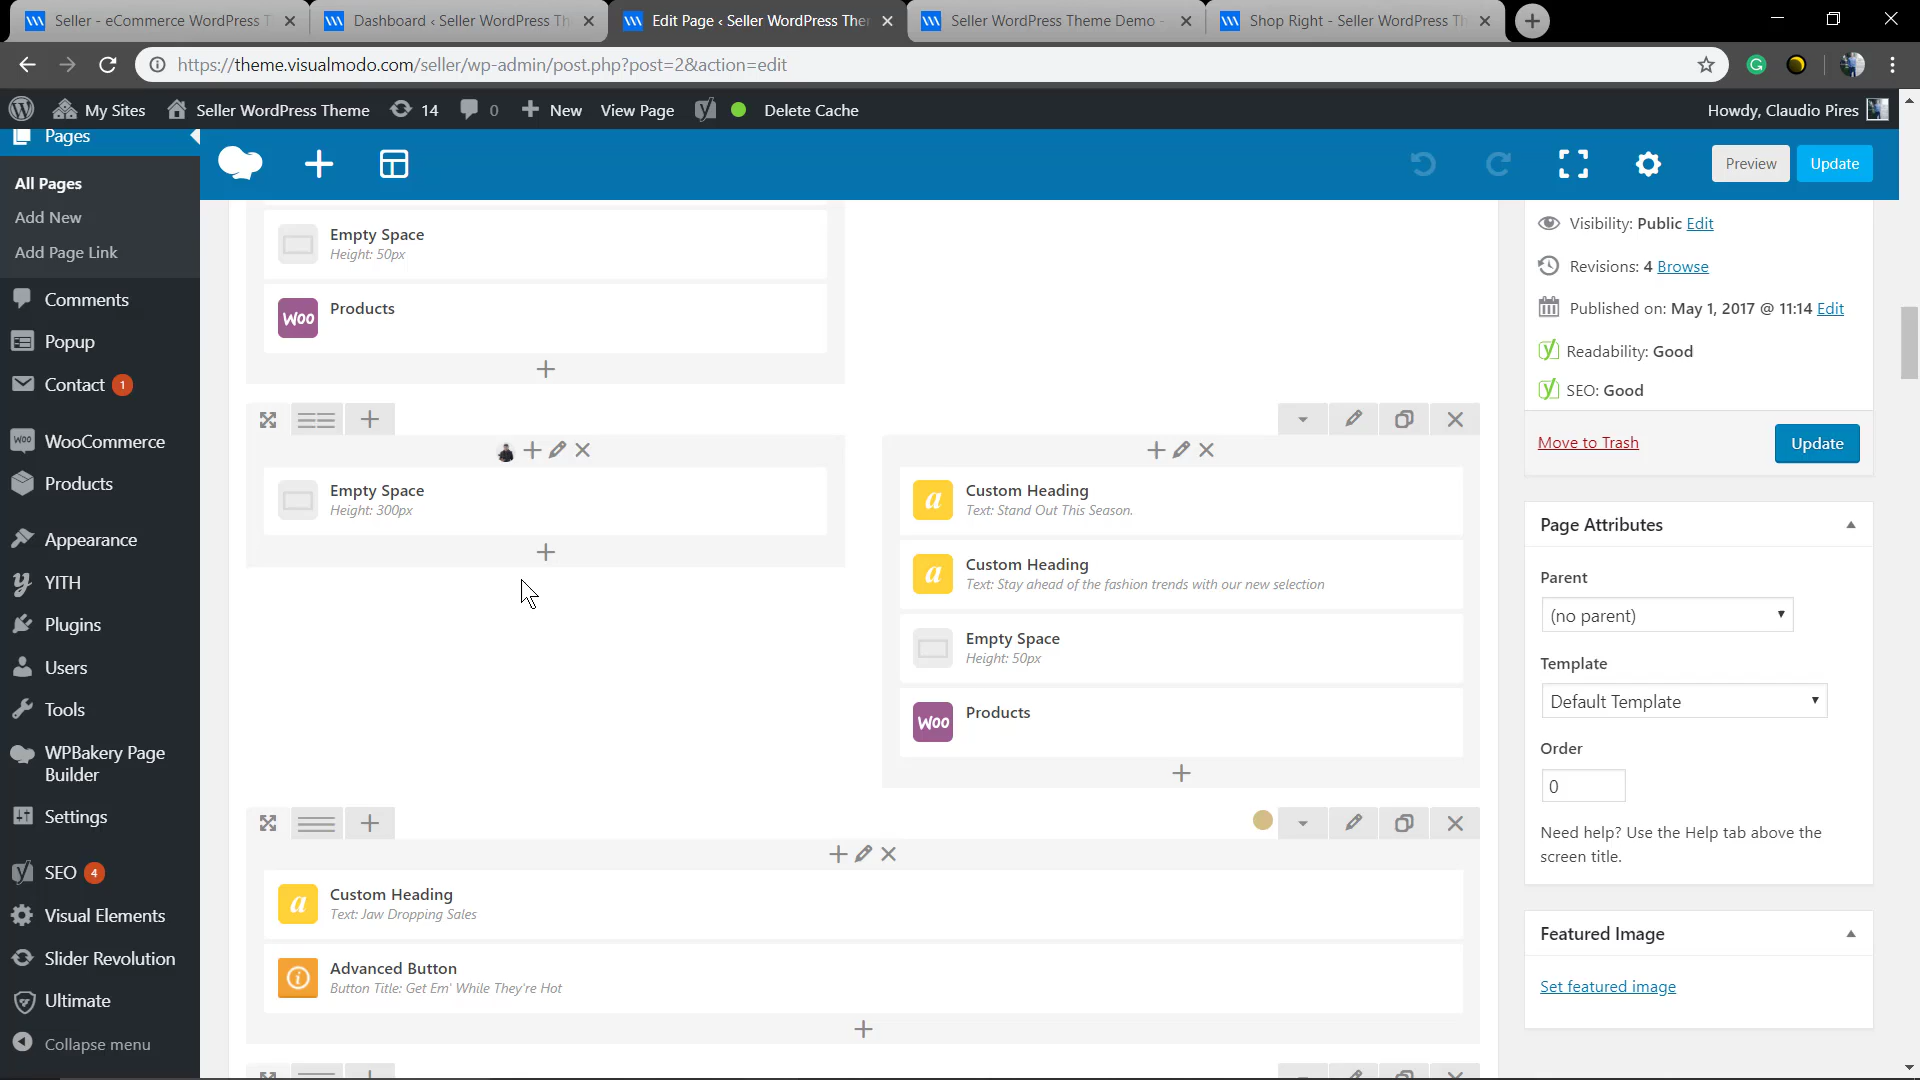 Seller - eCommerce WordPress T
Dashboard ‹ Seller WordPress Th
Edit Page ‹ Seller WordPress Ther
Seller WordPress Theme Demo -
Shop Right - Seller WordPress Th
https://theme.visualmodo.com/seller/wp-admin/post.php?post=2&action=edit
My Sites
Seller WordPress Theme
14
0
New
View Page
Delete Cache
Howdy, Claudio Pires
Pages
All Pages
Add New
Add Page Link
Comments
Popup
Contact 1
WooCommerce
Products
Appearance
YITH
Plugins
Users
Tools
WPBakery Page
Builder
Settings
SEO 4
Visual Elements
Slider Revolution
Ultimate
Collapse menu
Preview
Update
Empty Space
Height: 50px
Woo
Products
Empty Space
Height: 300px
a
Custom Heading
Text: Stand Out This Season.
a
Custom Heading
Text: Stay ahead of the fashion trends with our new selection
Empty Space
Height: 50px
Woo
Products
a
Custom Heading
Text: Jaw Dropping Sales
Advanced Button
Button Title: Get Em' While They're Hot
Visibility: Public Edit
Revisions: 4 Browse
Published on: May 1, 2017 @ 11:14 Edit
Readability: Good
SEO: Good
Move to Trash
Update
Page Attributes
Parent
(no parent)
Template
Default Template
Order
0
Need help? Use the Help tab above the
screen title.
Featured Image
Set featured image